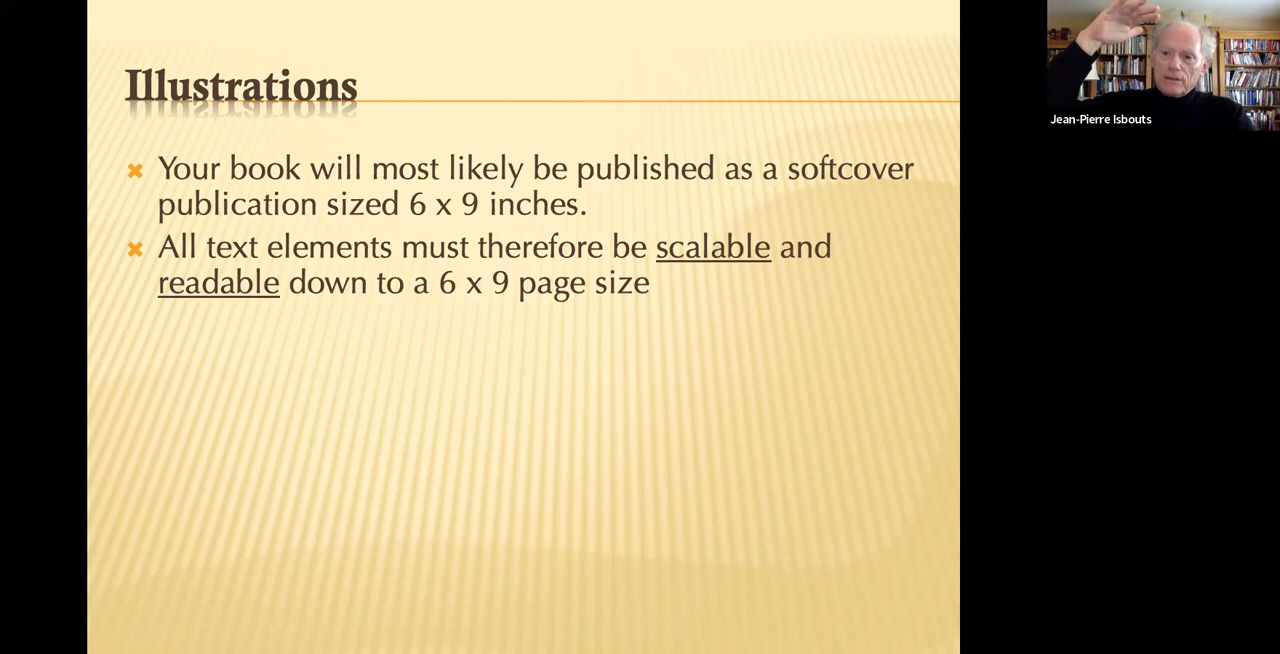 Illustrations
Your book will most likely be published as a softcover
publication sized 6 x 9 inches.
All text elements must therefore be scalable and
readable down to a 6 x 9 page size
Jean-Pierre Isbouts